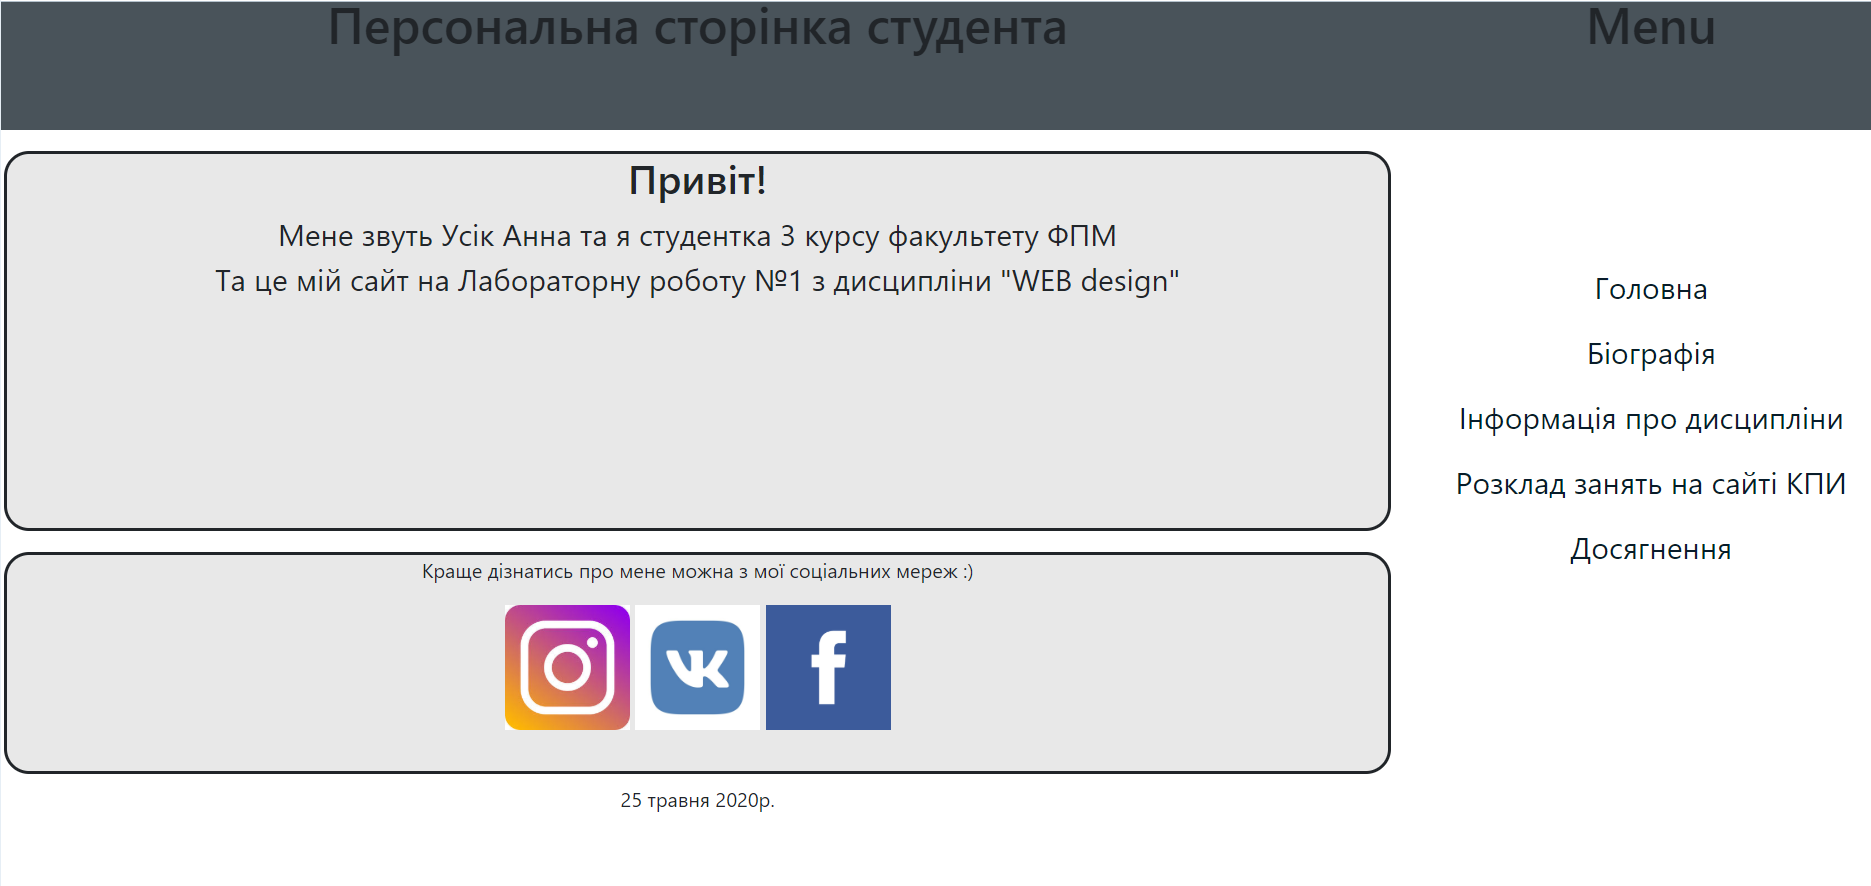 Персональна сторінка студента
Menu
Привіт!
Мене звуть Усік Анна та я студентка 3 курсу факультету ФПМ
Та це мій сайт на Лабораторну роботу №1 з дисципліни "WEB design"
Головна
Біографія
Інформація про дисципліни
Розклад занять на сайті КПИ
Досягнення
Краще дізнатись про мене можна з мої соціальних мереж :)
25 травня 2020р.